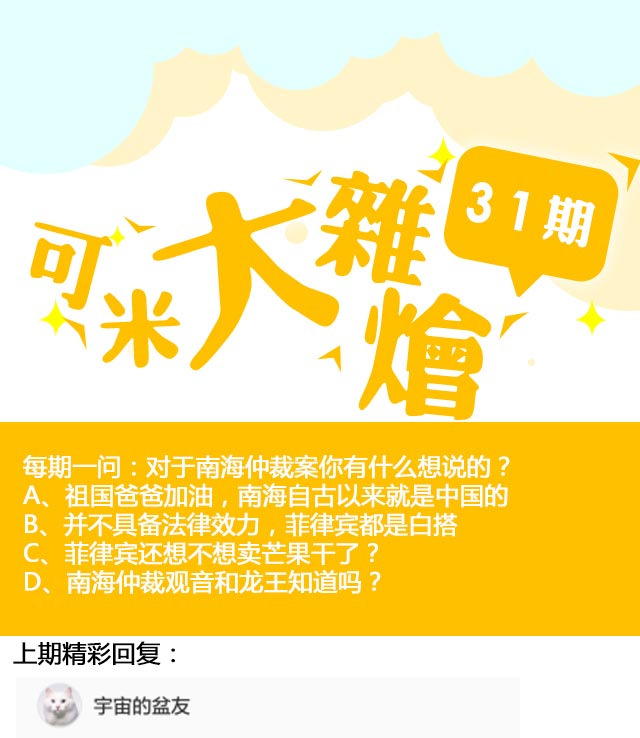 可米大雜燴
31期
每期一问：对于南海仲裁案你有什么想说的？
A、祖国爸爸加油，南海自古以来就是中国的
B、并不具备法律效力，菲律宾都是白搭
C、菲律宾还想不想卖芒果干了？
D、南海仲裁观音和龙王知道吗？
上期精彩回复：
宇宙的盆友